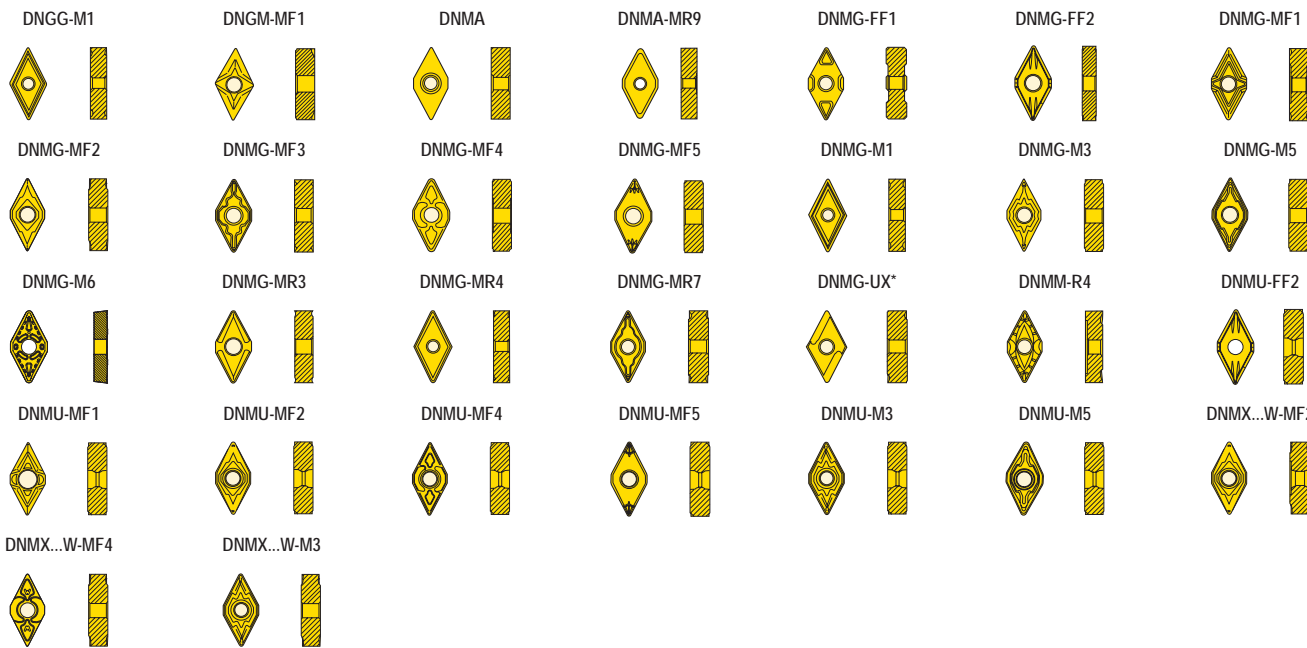 DNGG-M1 DNGM-MF1 DNMA DNMA-MR9 DNMG-FF1 DNMG-FF2 DNMG-MF1
DNMG-MF2 DNMG-MF3 DNMG-MF4 DNMG-MF5 DNMG-M1 DNMG-M3 DNMG-M5
DNMG-M6 DNMG-MR3 DNMG-MR4 DNMG-MR7 DNMG-UX* DNMM-R4 DNMU-FF2
DNMU-MF1 DNMU-MF2 DNMU-MF4 DNMU-MF5 DNMU-M3 DNMU-M5 DNMX...W-MF2
DNMX...W-MF4 DNMX...W-M3